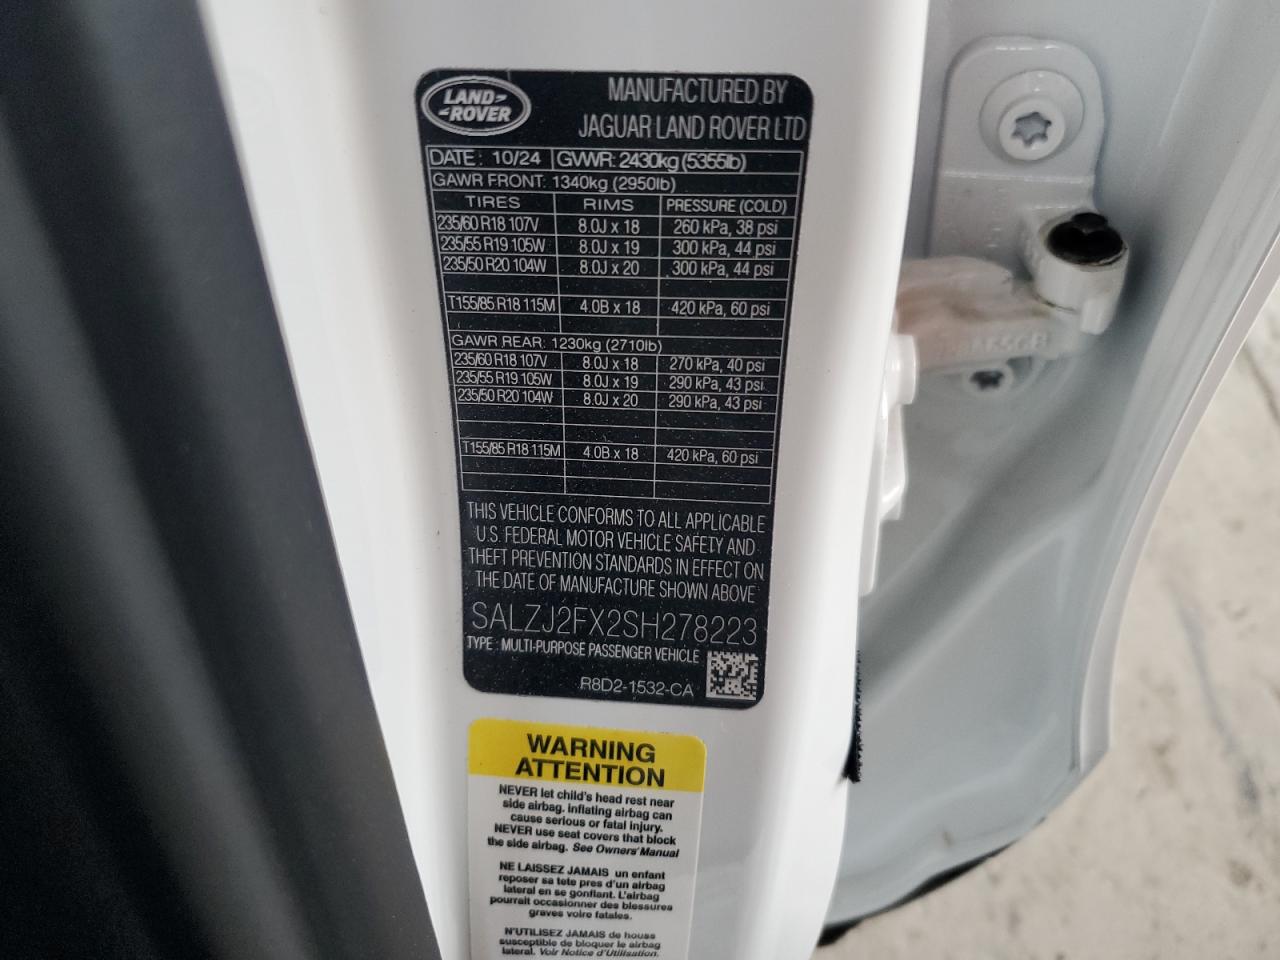 LAND-
-ROVER
MANUFACTURED BY
JAGUAR LAND ROVER LTD
DATE: 10/24 GVWR: 2430kg (5355lb)
GAWR FRONT: 1340kg (2950lb)
TIRES RIMS PRESSURE (COLD)
235/60 R18 107V 8.0J x 18 260 kPa, 38 psi
235/55 R19 105W 8.0J x 19 300 kPa, 44 psi
235/50 R20 104W 8.0J x 20 300 kPa, 44 psi
T155/85 R18 115M 4.0B x 18 420 kPa, 60 psi
GAWR REAR: 1230kg (2710lb)
235/60 R18 107V 8.0J x 18 270 kPa, 40 psi
235/55 R19 105W 8.0J x 19 290 kPa, 43 psi
235/50 R20 104W 8.0J x 20 290 kPa, 43 psi
T155/85 R18 115M 4.0B x 18 420 kPa, 60 psi
THIS VEHICLE CONFORMS TO ALL APPLICABLE
U.S. FEDERAL MOTOR VEHICLE SAFETY AND
THEFT PREVENTION STANDARDS IN EFFECT ON
THE DATE OF MANUFACTURE SHOWN ABOVE
SALZJ2FX2SH278223
TYPE: MULTI-PURPOSE PASSENGER VEHICLE
R8D2-1532-CA
WARNING
ATTENTION
NEVER let child's head rest near
side airbag. inflating airbag can
cause serious or fatal injury.
NEVER use seat covers that block
the side airbag. See Owners' Manual
NE LAISSEZ JAMAIS un enfant
reposer sa tete pres d'un airbag
lateral en se gonflant. L'airbag
pourrait occasionner des blessures
graves voire fatales.
N'UTILISEZ JAMAIS de houss
susceptible de bloquer le airbag
lateral. Voir Notice d'Utilisation.